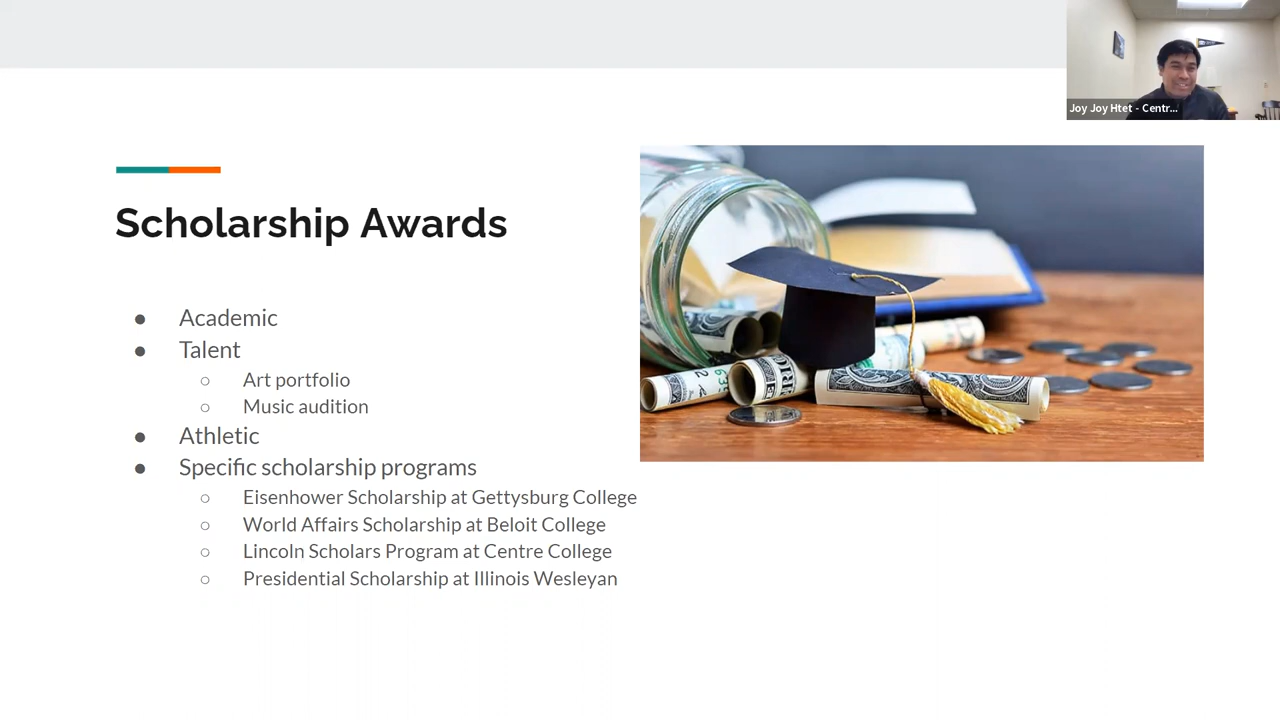 Joy Joy Htet - Centr...
Scholarship Awards
● Academic
● Talent
○ Art portfolio
○ Music audition
● Athletic
● Specific scholarship programs
○ Eisenhower Scholarship at Gettysburg College
○ World Affairs Scholarship at Beloit College
○ Lincoln Scholars Program at Centre College
○ Presidential Scholarship at Illinois Wesleyan